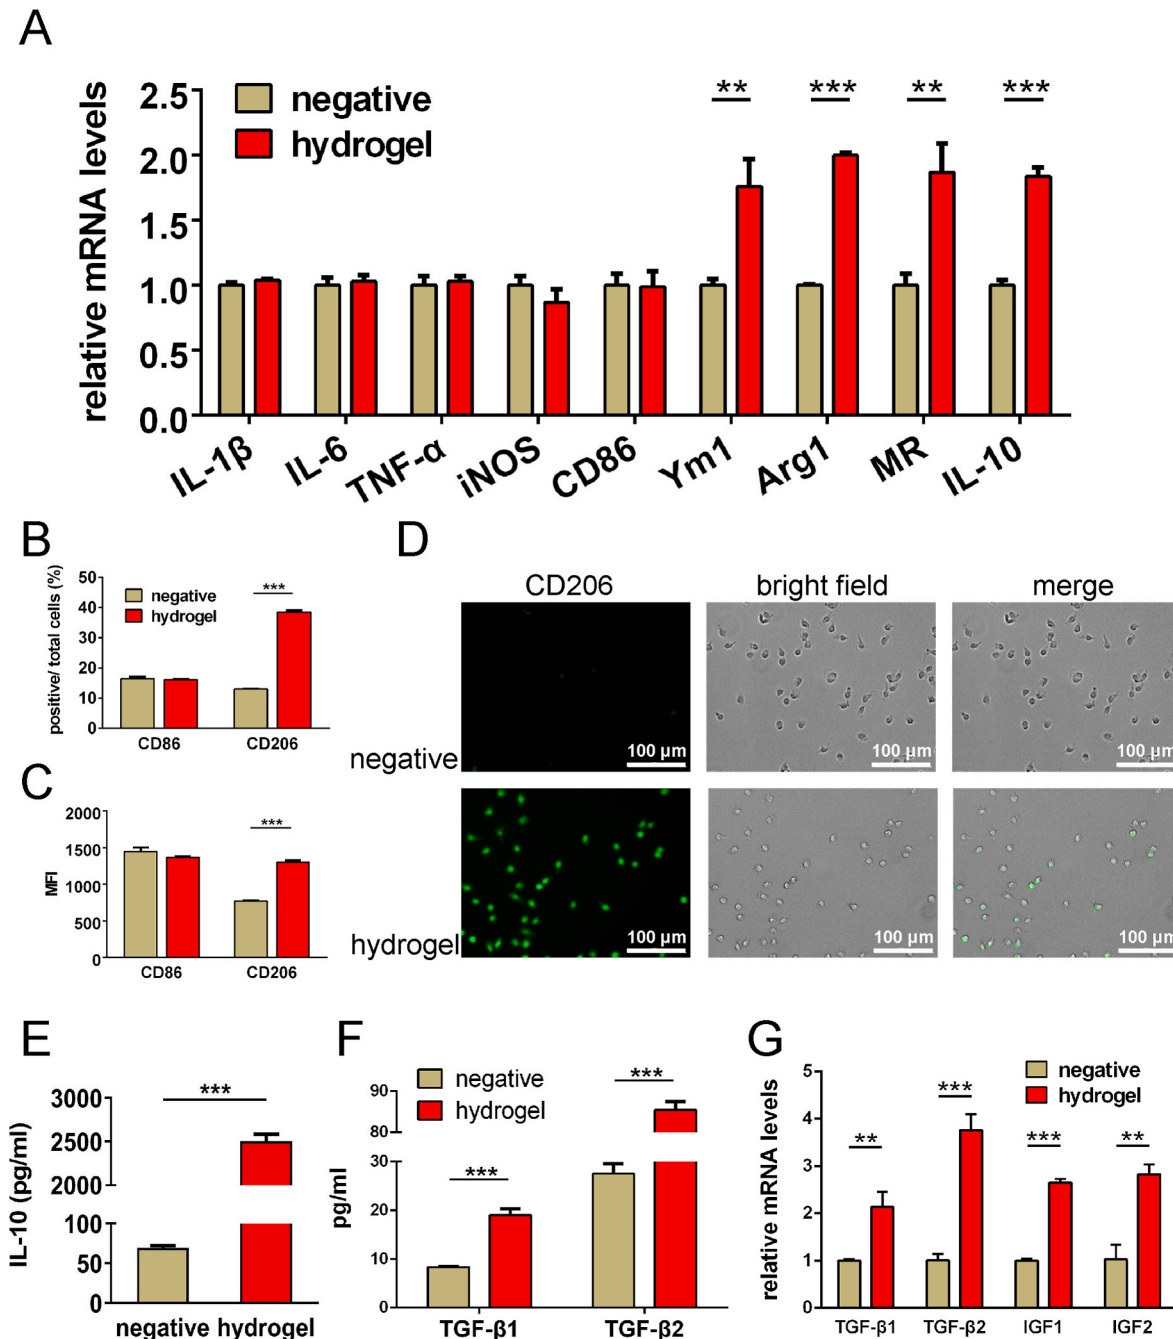 A
relative mRNA levels
2.5
2.0
1.5
1.0
0.5
0.0
negative
hydrogel
** *** ** ***
IL-1β IL-6 TNF-α iNOS CD86 Ym1 Arg1 MR IL-10
B
positive/ total cells (%)
50
40
30
20
10
0
negative
hydrogel
***
CD86 CD206
C
MFI
2000
1500
1000
500
0
***
CD86 CD206
D
CD206 bright field merge
negative
100 μm 100 μm 100 μm
hydrogel
100 μm 100 μm 100 μm
E
IL-10 (pg/ml)
3000
2500
2000
100
50
0
***
negative hydrogel
F
pg/ml
90
80
30
20
10
0
negative
hydrogel
*** ***
TGF-β1 TGF-β2
G
relative mRNA levels
5
4
3
2
1
0
negative
hydrogel
** *** *** **
TGF-β1 TGF-β2 IGF1 IGF2